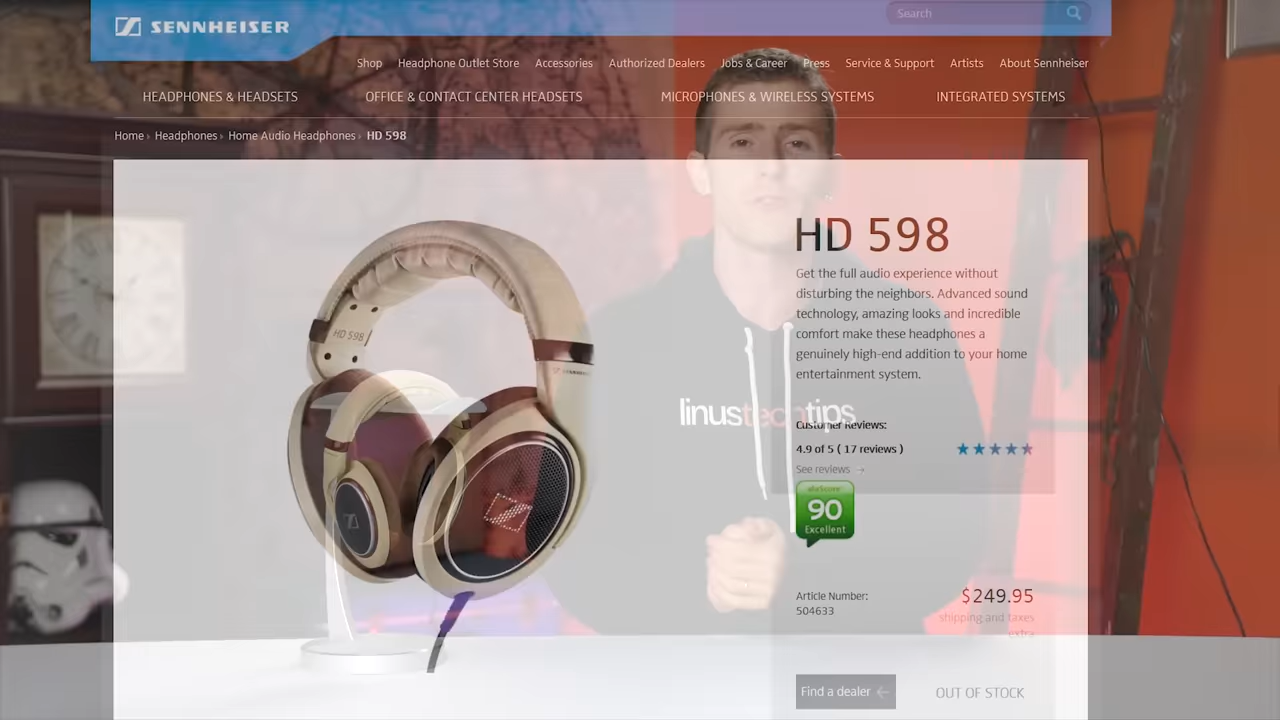 SENNHEISER
Search
Shop Headphone Outlet Store Accessories Authorized Dealers Jobs & Career Press Service & Support Artists About Sennheiser
HEADPHONES & HEADSETS OFFICE & CONTACT CENTER HEADSETS MICROPHONES & WIRELESS SYSTEMS INTEGRATED SYSTEMS
Home › Headphones › Home Audio Headphones › HD 598
HD 598
HD 598
Get the full audio experience without
disturbing the neighbors. Advanced sound
technology, amazing looks and incredible
comfort make these headphones a
genuinely high-end addition to your home
entertainment system.
linustechtips
Customer Reviews:
4.9 of 5 ( 17 reviews )
See reviews
90
Excellent
Article Number:
504633
$249.95
shipping and taxes
extra
Find a dealer
OUT OF STOCK